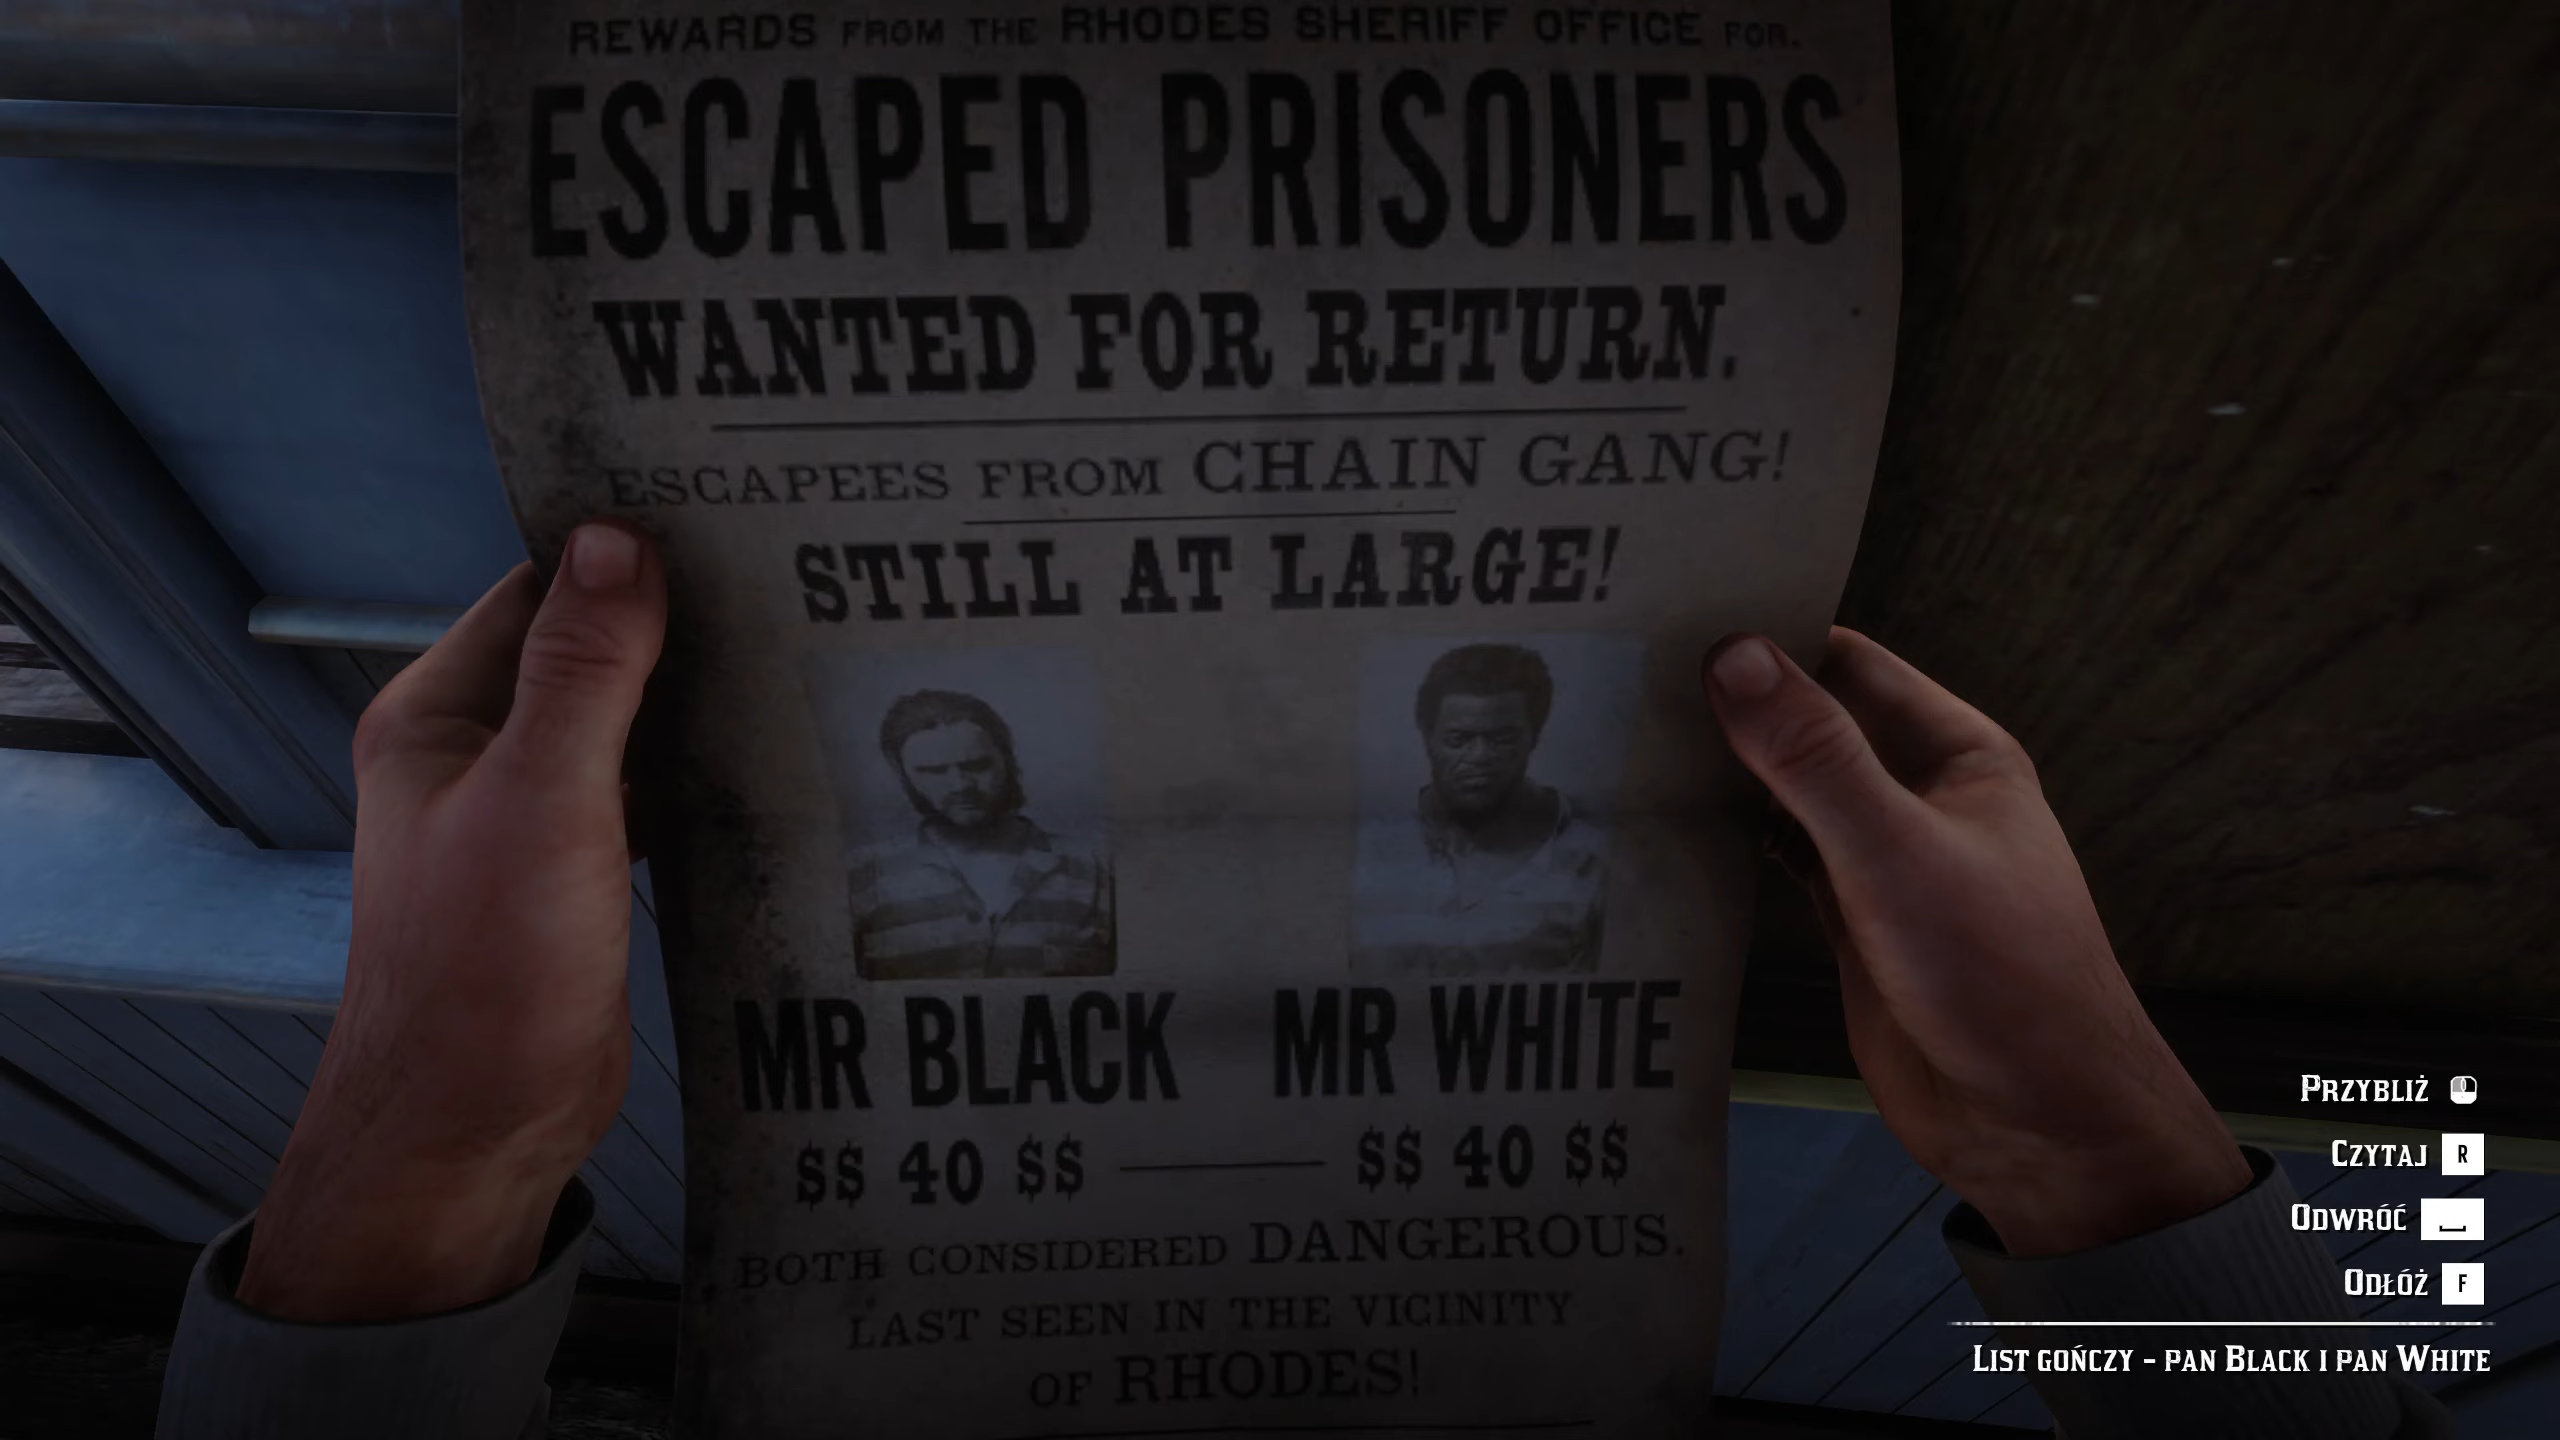 REWARDS FROM THE RHODES SHERIFF OFFICE FOR.
ESCAPED PRISONERS
WANTED FOR RETURN.
ESCAPEES FROM CHAIN GANG!
STILL AT LARGE!
MR BLACK MR WHITE
$$ 40 $$ $$ 40 $$
BOTH CONSIDERED DANGEROUS.
LAST SEEN IN THE VICINITY
OF RHODES!
PRZYBLIŻ
CZYTAJ R
ODWRÓĆ
ODŁÓŻ F
LIST GOŃCZY - PAN BLACK I PAN WHITE